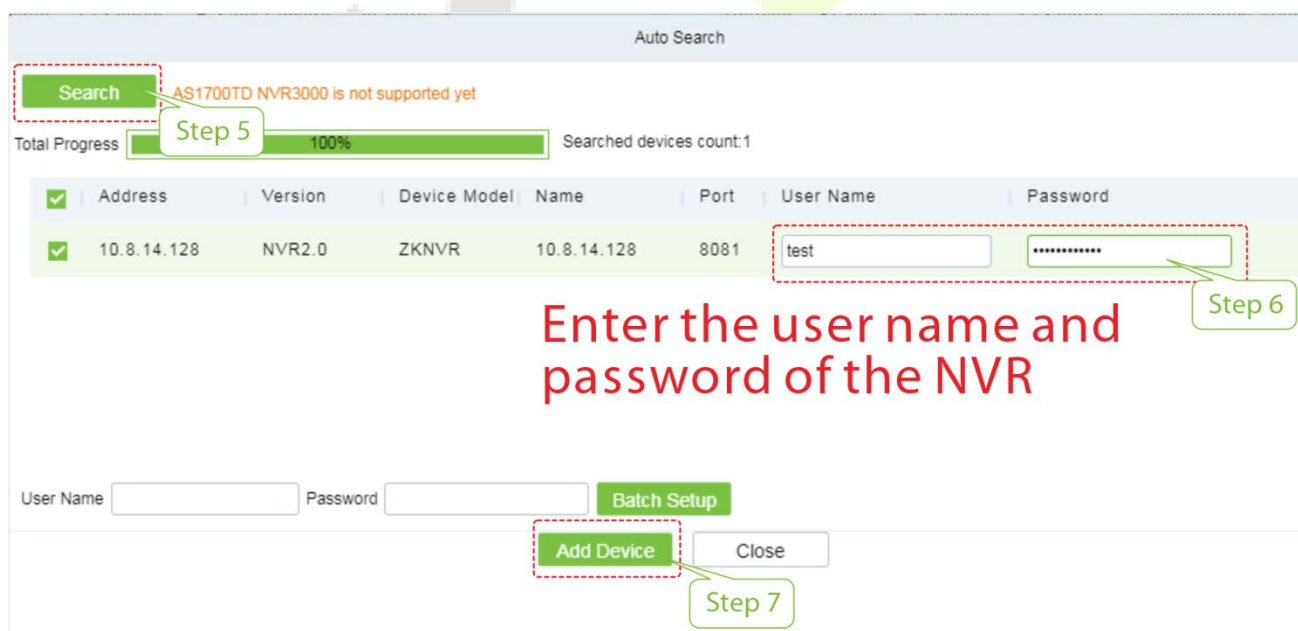 Auto Search
Search AS1700TD NVR3000 is not supported yet
Step 5
Total Progress 100% Searched devices count:1
Address Version Device Model Name Port User Name Password
10.8.14.128 NVR2.0 ZKNVR 10.8.14.128 8081 test ••••••••••••
Step 6
Enter the user name and
password of the NVR
User Name Password Batch Setup
Add Device Close
Step 7